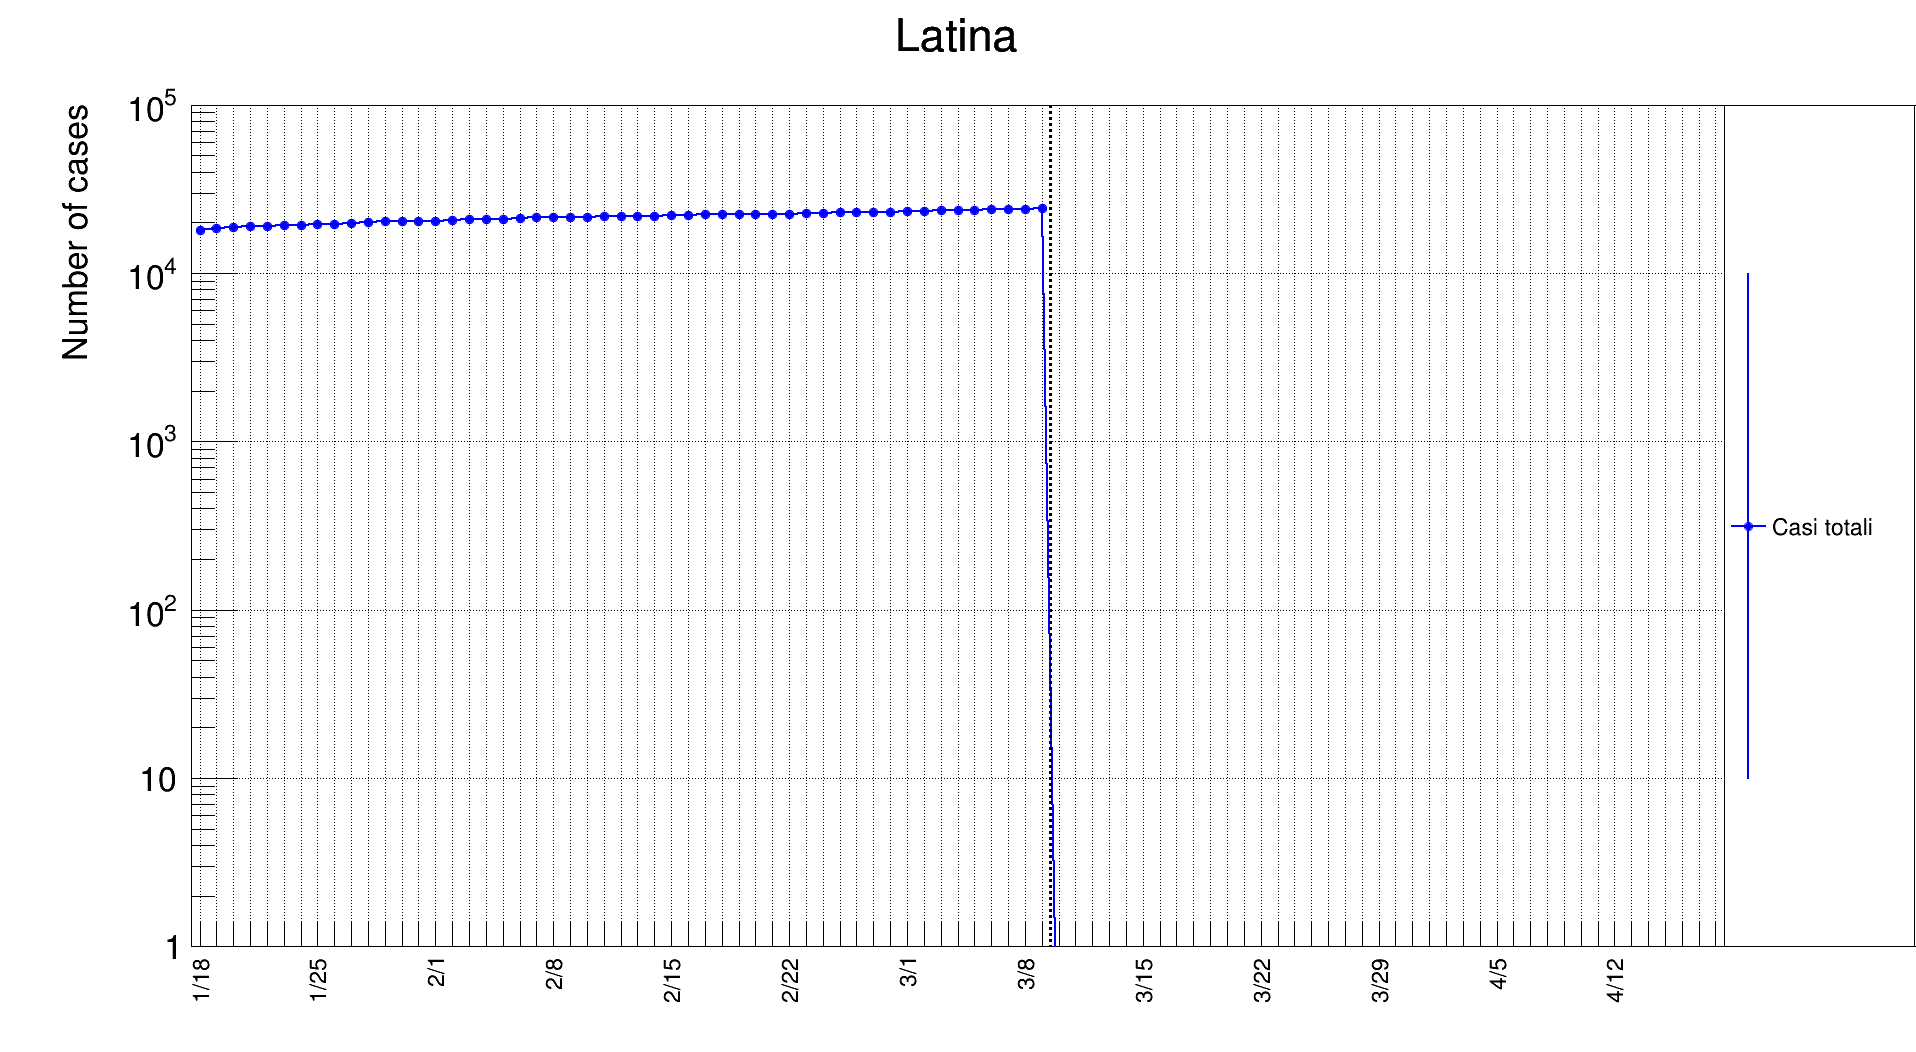 Latina
Number of cases
10^5
10^4
10^3
10^2
10
1
1/18 1/25 2/1 2/8 2/15 2/22 3/1 3/8 3/15 3/22 3/29 4/5 4/12
Casi totali